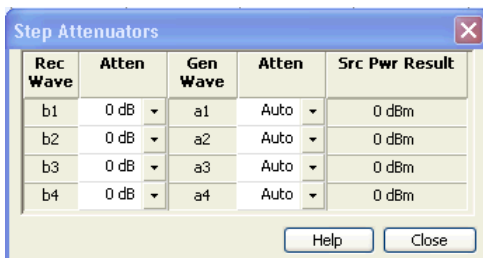 Step Attenuators
Rec Wave Atten Gen Wave Atten Src Pwr Result
b1 0 dB a1 Auto 0 dBm
b2 0 dB a2 Auto 0 dBm
b3 0 dB a3 Auto 0 dBm
b4 0 dB a4 Auto 0 dBm
Help Close